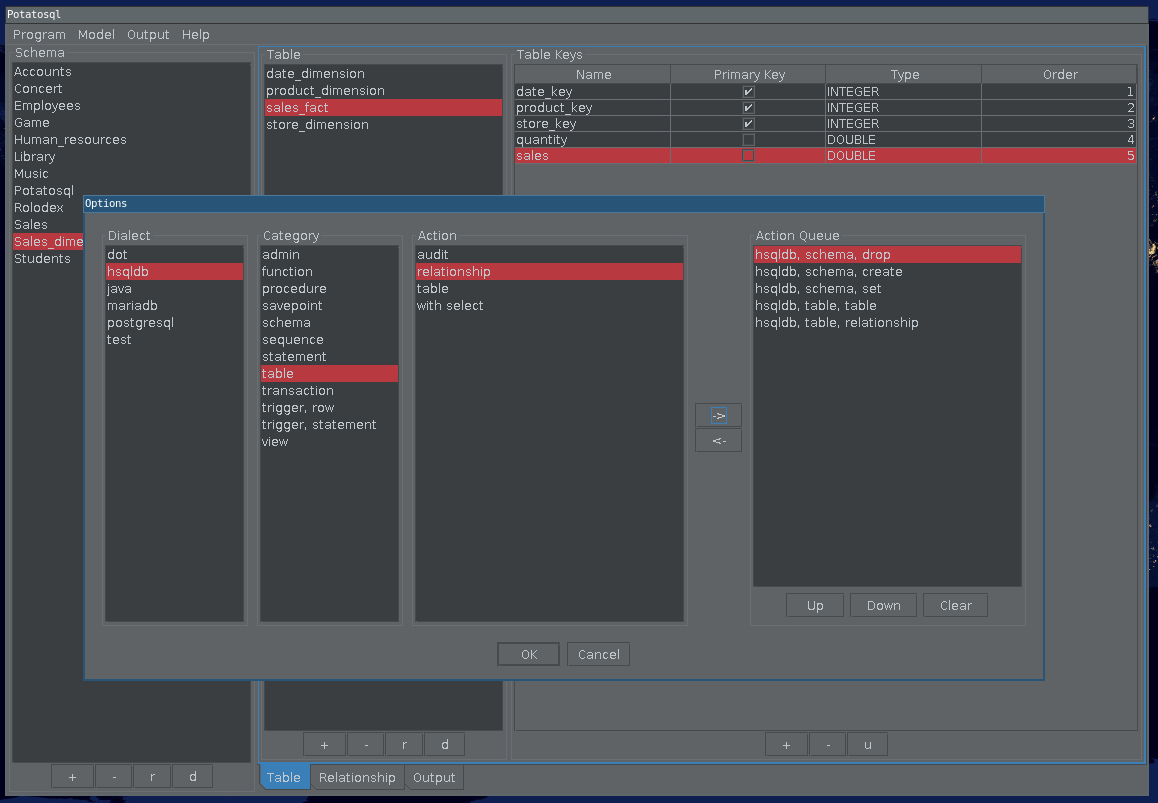 Potatosql
Program Model Output Help
Schema
Accounts
Concert
Employees
Game
Human_resources
Library
Music
Potatosql
Rolodex
Sales
Sales_dime
Students
+ - r d
Table
date_dimension
product_dimension
sales_fact
store_dimension
+ - r d
Table Keys
Name Primary Key Type Order
date_key INTEGER 1
product_key INTEGER 2
store_key INTEGER 3
quantity DOUBLE 4
sales DOUBLE 5
+ - u
Table Relationship Output
Options
Dialect
dot
hsqldb
java
mariadb
postgresql
test
Category
admin
function
procedure
savepoint
schema
sequence
statement
table
transaction
trigger, row
trigger, statement
view
Action
audit
relationship
table
with select
->
<-
Action Queue
hsqldb, schema, drop
hsqldb, schema, create
hsqldb, schema, set
hsqldb, table, table
hsqldb, table, relationship
Up Down Clear
OK Cancel